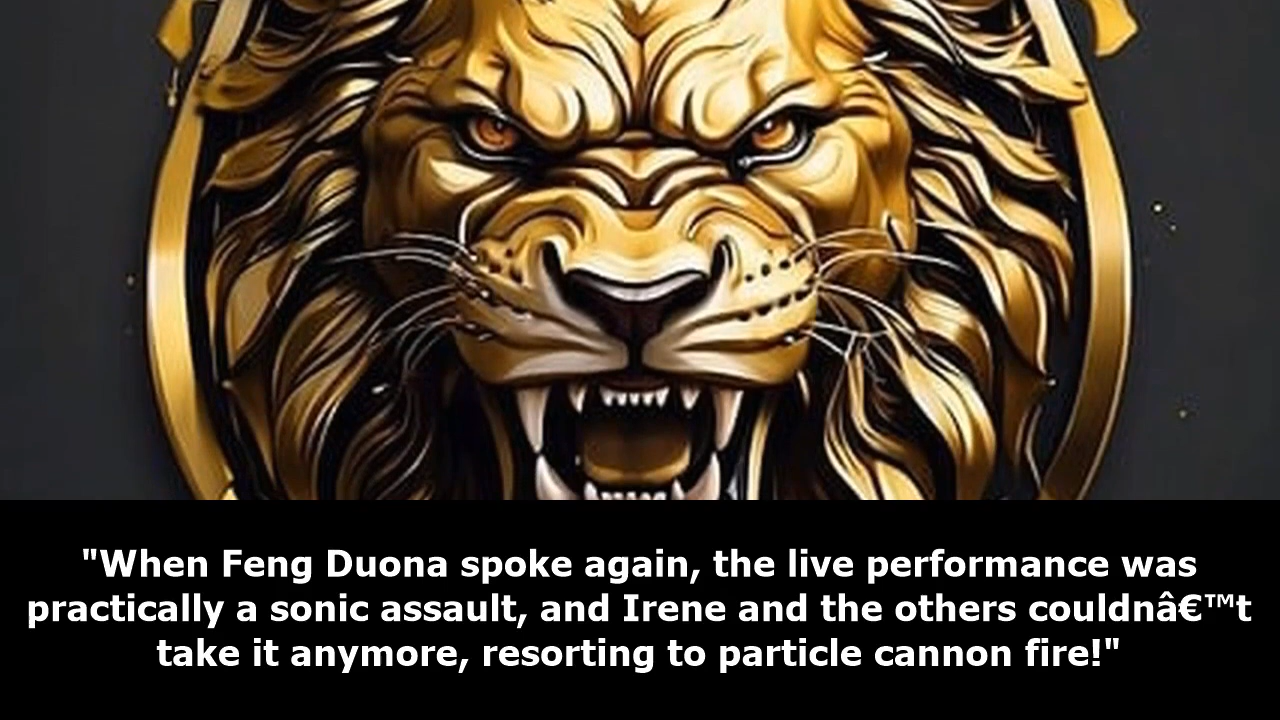 "When Feng Duona spoke again, the live performance was
practically a sonic assault, and Irene and the others couldnâ€™t
take it anymore, resorting to particle cannon fire!"